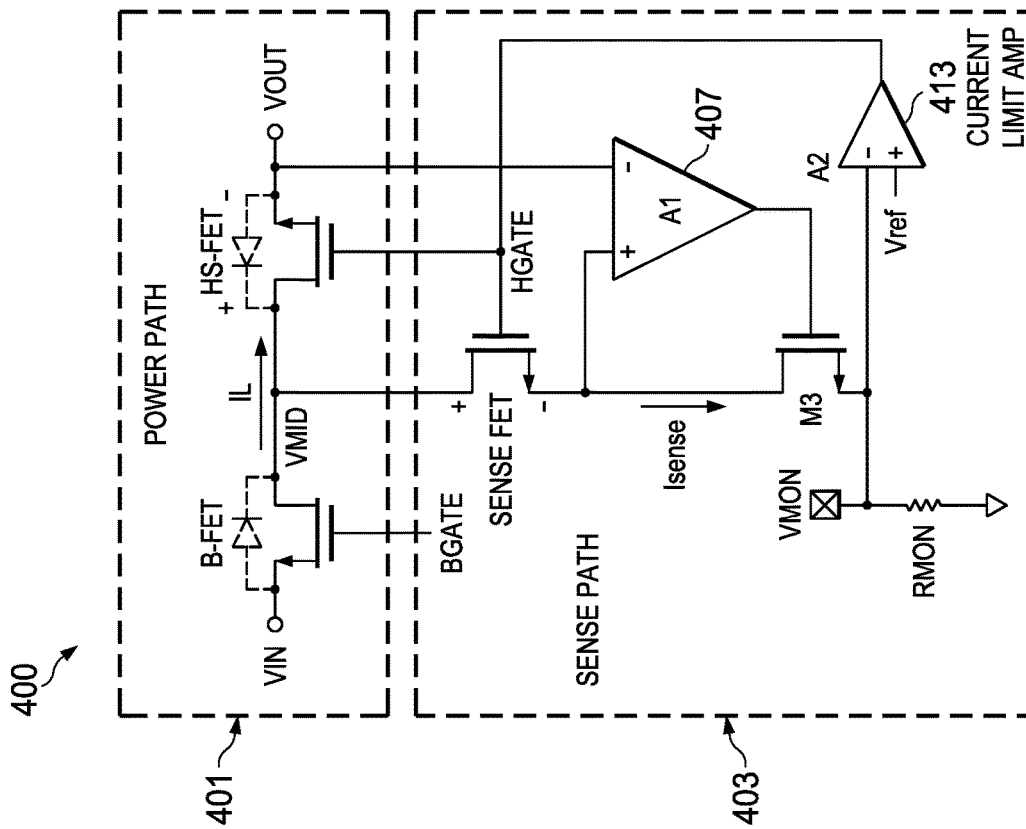 400
401
POWER PATH
VIN
B-FET
BGATE
IL
VMID
HS-FET
+
-
VOUT
403
SENSE PATH
SENSE FET
+
-
HGATE
Isense
+
-
A1
407
M3
VMON
RMON
A2
-
+
Vref
413
CURRENT
LIMIT AMP